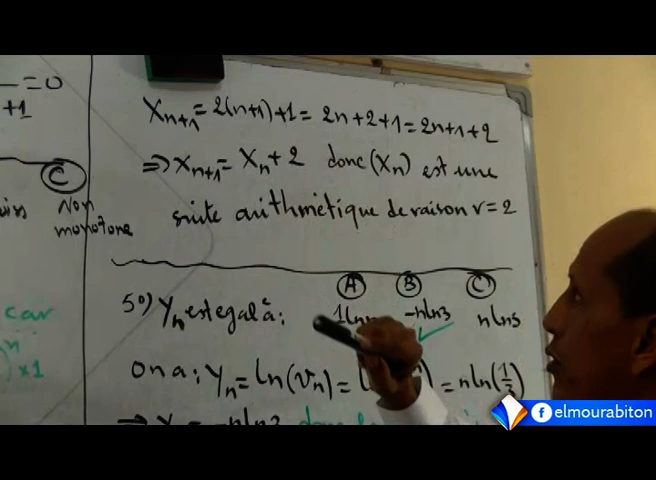 =0
+1
C
Non
monotone
car
n
×1
Xn+1 = 2(n+1)+1 = 2n+2+1 = 2n+1+2
⇒ Xn+1 = Xn + 2 donc (Xn) est une
suite arithmétique de raison r = 2
A B C
5°) Yn est egal à : -nln3 nln5
on a : Yn = ln(Vn) = = nln(1/3)
⇒ = -nln3 donc
elmourabiton